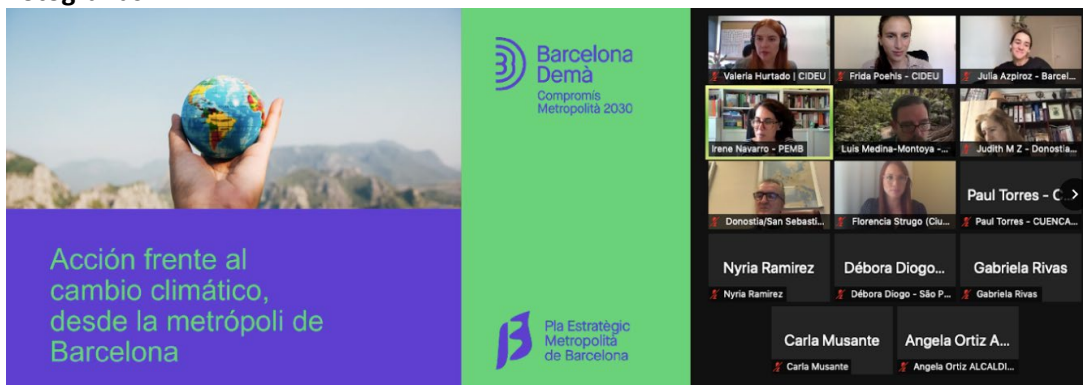 Acción frente al
cambio climático,
desde la metrópoli de
Barcelona
Barcelona
Demà
Compromís
Metropolità 2030
Pla Estratègic
Metropolità
de Barcelona
Valeria Hurtado | CIDEU
Frida Poehls - CIDEU
Julia Azpiroz - Barcel...
Irene Navarro - PEMB
Luis Medina-Montoya -...
Judith M Z - Donostia...
Donostia/San Sebasti...
Florencia Strugo (Ciu...
Paul Torres - C...
Paul Torres - CUENCA...
Nyria Ramirez
Nyria Ramirez
Débora Diogo...
Débora Diogo - São P...
Gabriela Rivas
Gabriela Rivas
Carla Musante
Carla Musante
Angela Ortiz A...
Angela Ortiz ALCALDI...